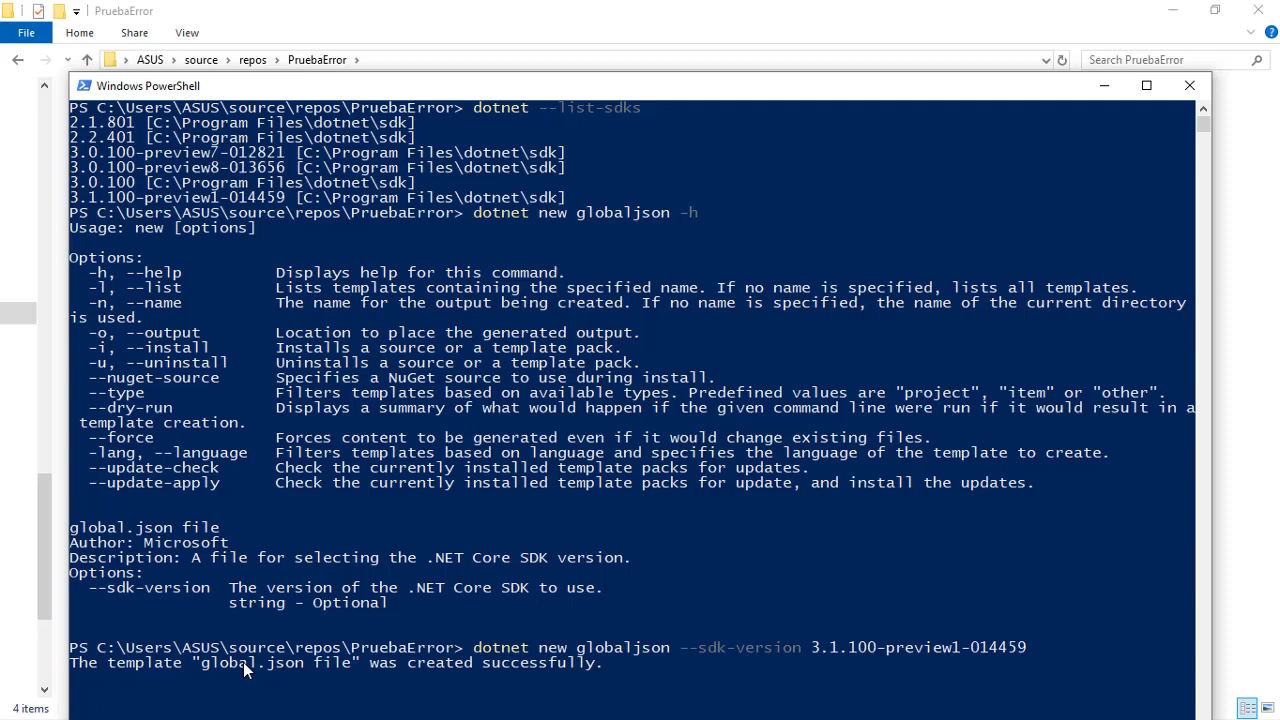 PruebaError
File Home Share View
ASUS source repos PruebaError Search PruebaError
Windows PowerShell
PS C:\Users\ASUS\source\repos\PruebaError> dotnet --list-sdks
2.1.801 [C:\Program Files\dotnet\sdk]
2.2.401 [C:\Program Files\dotnet\sdk]
3.0.100-preview7-012821 [C:\Program Files\dotnet\sdk]
3.0.100-preview8-013656 [C:\Program Files\dotnet\sdk]
3.0.100 [C:\Program Files\dotnet\sdk]
3.1.100-preview1-014459 [C:\Program Files\dotnet\sdk]
PS C:\Users\ASUS\source\repos\PruebaError> dotnet new globaljson -h
Usage: new [options]
Options:
-h, --help Displays help for this command.
-l, --list Lists templates containing the specified name. If no name is specified, lists all templates.
-n, --name The name for the output being created. If no name is specified, the name of the current directory
is used.
-o, --output Location to place the generated output.
-i, --install Installs a source or a template pack.
-u, --uninstall Uninstalls a source or a template pack.
--nuget-source Specifies a NuGet source to use during install.
--type Filters templates based on available types. Predefined values are "project", "item" or "other".
--dry-run Displays a summary of what would happen if the given command line were run if it would result in a
template creation.
--force Forces content to be generated even if it would change existing files.
-lang, --language Filters templates based on language and specifies the language of the template to create.
--update-check Check the currently installed template packs for updates.
--update-apply Check the currently installed template packs for update, and install the updates.
global.json file
Author: Microsoft
Description: A file for selecting the .NET Core SDK version.
Options:
--sdk-version The version of the .NET Core SDK to use.
string - Optional
PS C:\Users\ASUS\source\repos\PruebaError> dotnet new globaljson --sdk-version 3.1.100-preview1-014459
The template "global.json file" was created successfully.
4 items